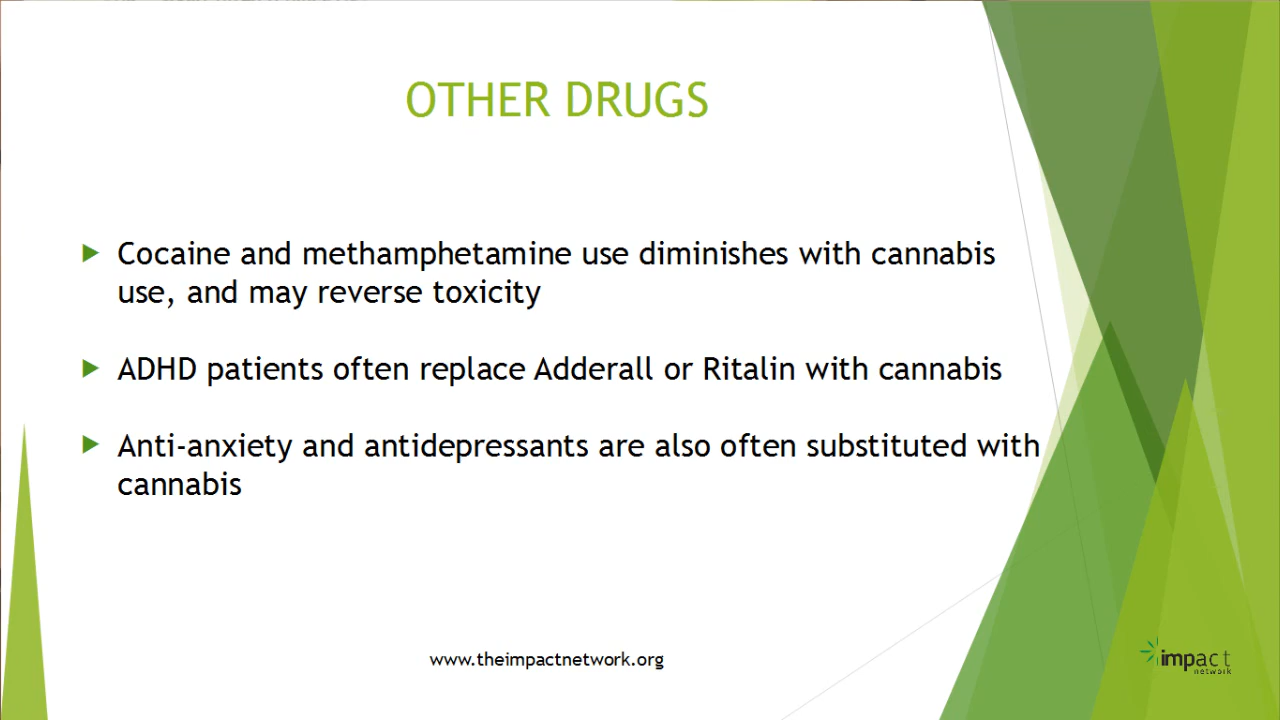 OTHER DRUGS
Cocaine and methamphetamine use diminishes with cannabis
use, and may reverse toxicity
ADHD patients often replace Adderall or Ritalin with cannabis
Anti-anxiety and antidepressants are also often substituted with
cannabis
www.theimpactnetwork.org
impact
network